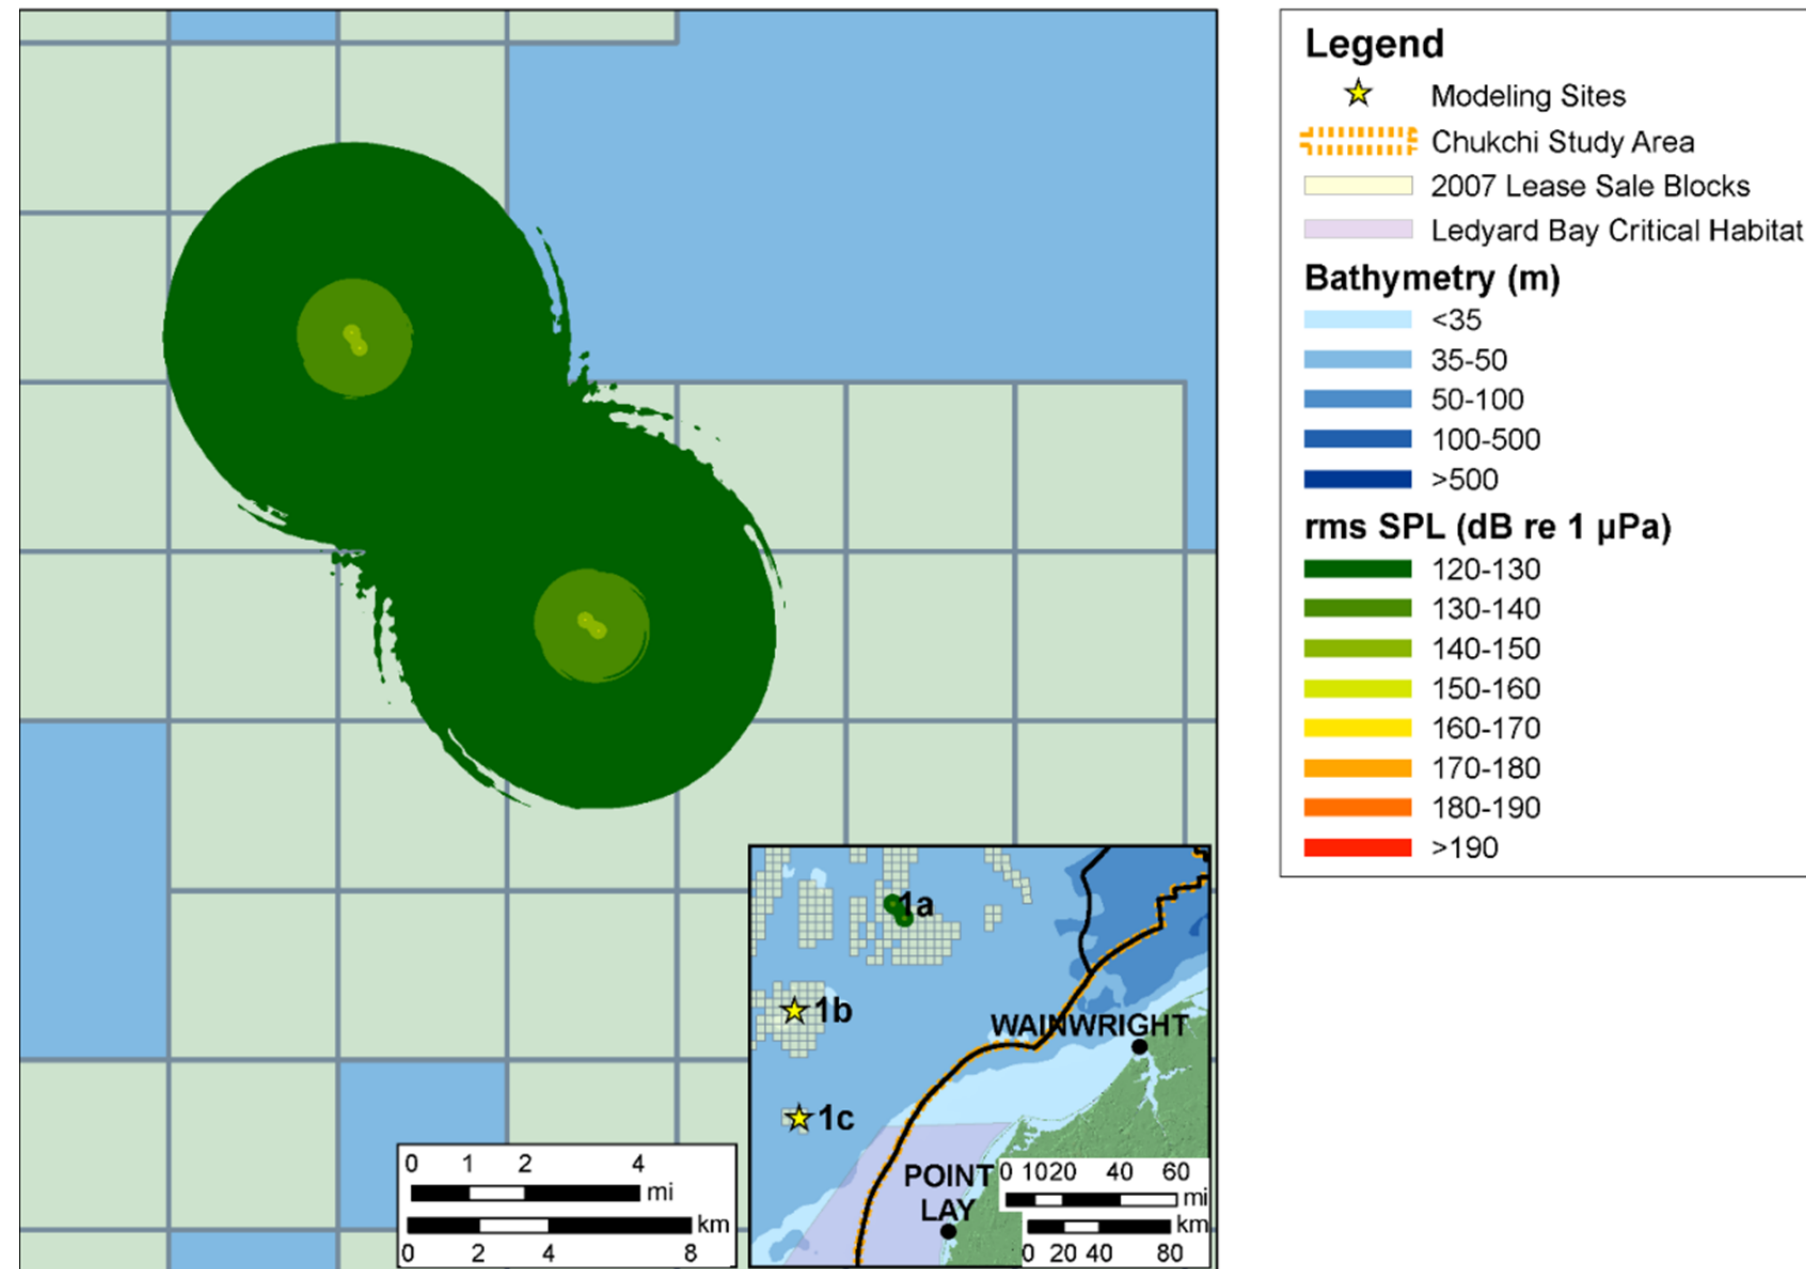 Legend
Modeling Sites
Chukchi Study Area
2007 Lease Sale Blocks
Ledyard Bay Critical Habitat
Bathymetry (m)
<35
35-50
50-100
100-500
>500
rms SPL (dB re 1 µPa)
120-130
130-140
140-150
150-160
160-170
170-180
180-190
>190
1a
1b
WAINWRIGHT
1c
POINT
LAY
0 1 2 4
mi
km
0 2 4 8
0 10 20 40 60
mi
km
0 20 40 80